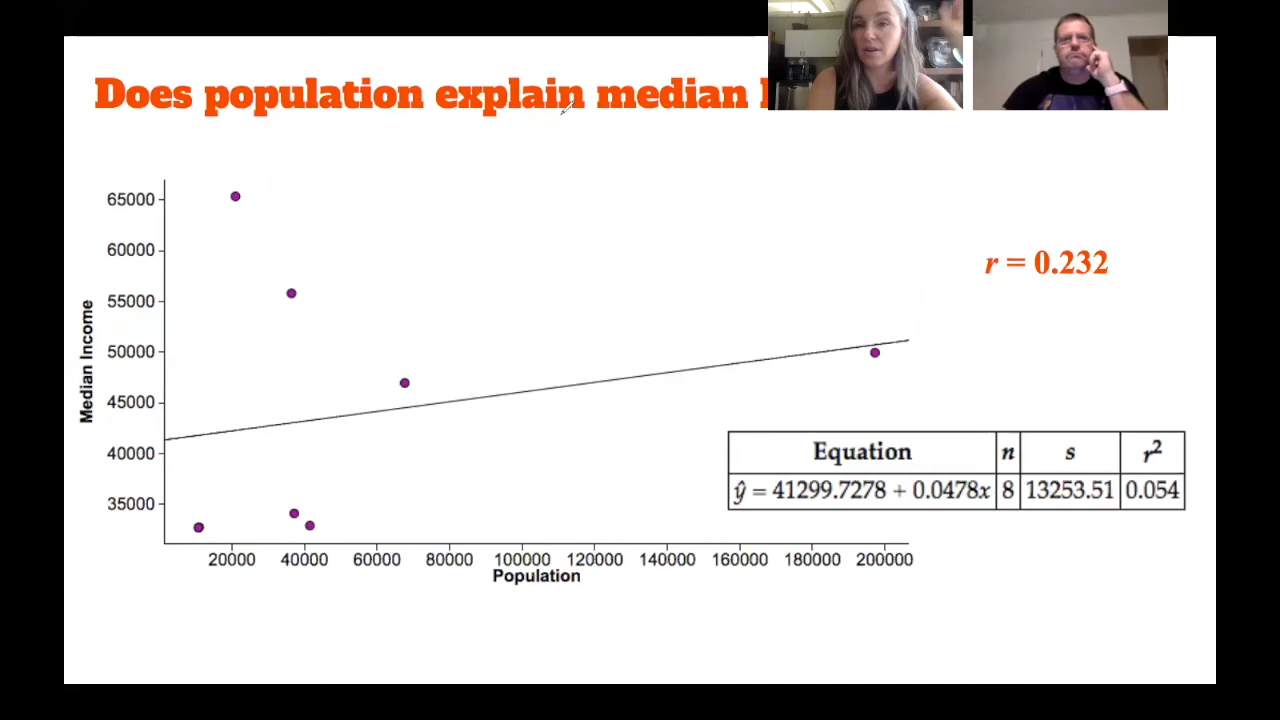 Does population explain median
65000
60000
55000
50000
45000
40000
35000
Median Income
20000 40000 60000 80000 100000 120000 140000 160000 180000 200000
Population
r = 0.232
Equation n s r²
ŷ = 41299.7278 + 0.0478x 8 13253.51 0.054